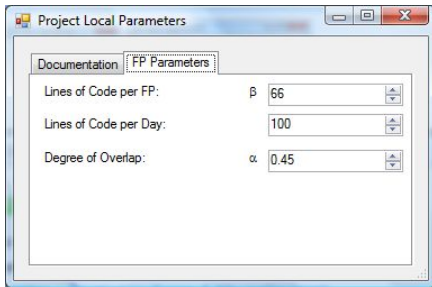 Project Local Parameters
Documentation FP Parameters
Lines of Code per FP: β 66
Lines of Code per Day: 100
Degree of Overlap: α 0.45